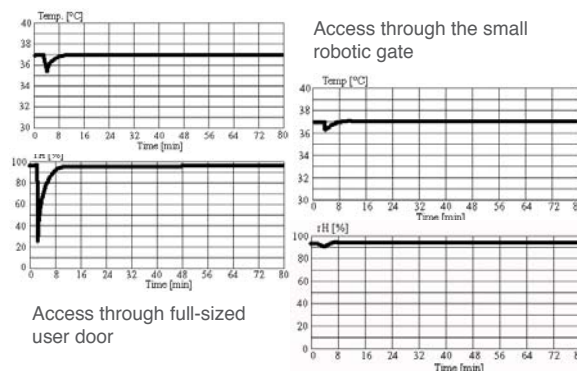 Temp. [°C]
40
38
36
34
32
30
0 8 16 24 32 40 48 56 64 72 80
Time [min]
rH [%]
100
80
60
40
20
0
0 8 16 24 32 40 48 56 64 72 80
Time [min]
Access through full-sized
user door
Access through the small
robotic gate
Temp [°C]
40
38
36
34
32
30
0 8 16 24 32 40 48 56 64 72
Time [min]
rH [%]
100
80
60
40
20
0
0 8 16 24 32 40 48 56 64 72
Time [min]